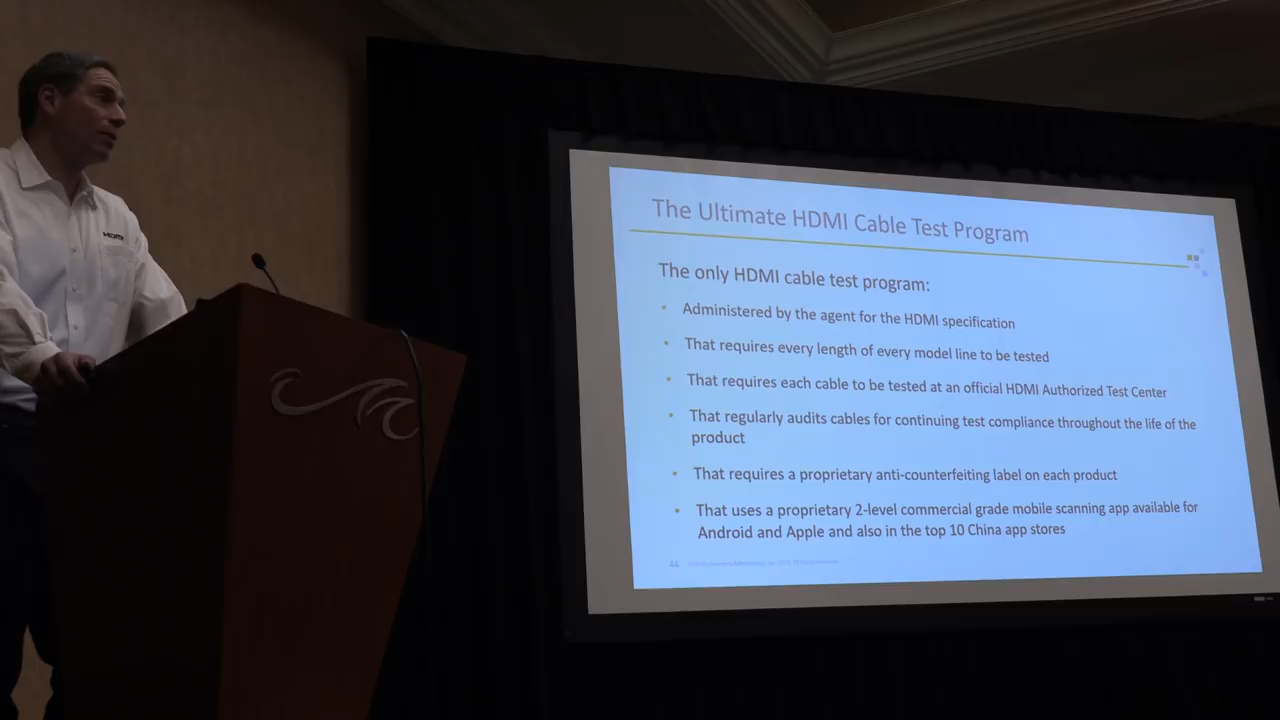 HDMI
The Ultimate HDMI Cable Test Program
The only HDMI cable test program:
• Administered by the agent for the HDMI specification
• That requires every length of every model line to be tested
• That requires each cable to be tested at an official HDMI Authorized Test Center
• That regularly audits cables for continuing test compliance throughout the life of the
product
• That requires a proprietary anti-counterfeiting label on each product
• That uses a proprietary 2-level commercial grade mobile scanning app available for
Android and Apple and also in the top 10 China app stores
44